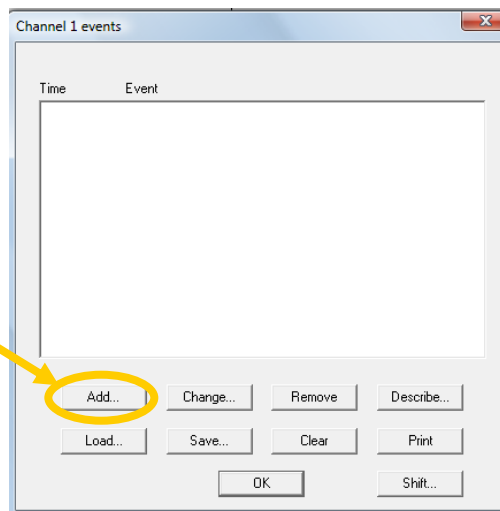 Channel 1 events
Time Event
Add... Change... Remove Describe...
Load... Save... Clear Print
OK Shift...